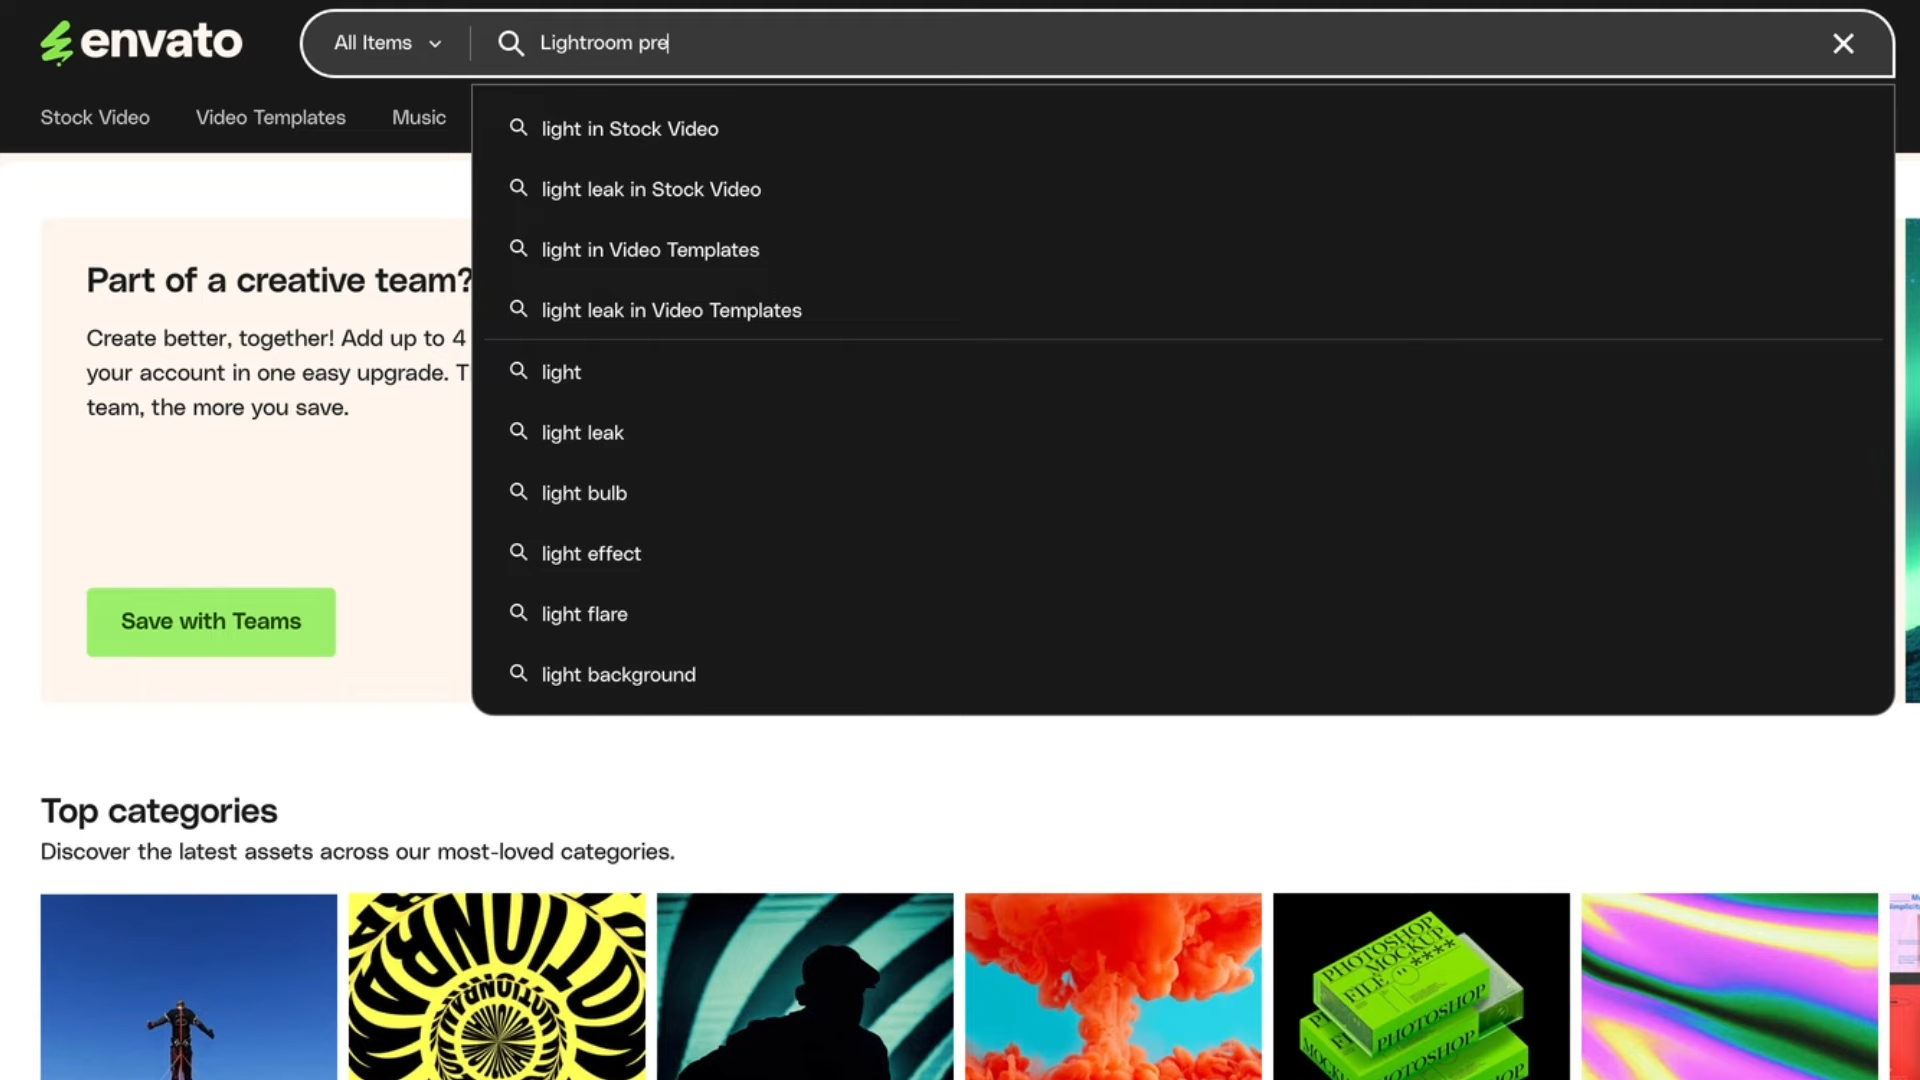 envato
All Items
Lightroom pre
Stock Video
Video Templates
Music
light in Stock Video
light leak in Stock Video
light in Video Templates
light leak in Video Templates
light
light leak
light bulb
light effect
light flare
light background
Part of a creative team?
Create better, together! Add up to 4
your account in one easy upgrade. T
team, the more you save.
Save with Teams
Top categories
Discover the latest assets across our most-loved categories.
PHOTOSHOP
MOCKUP
FILE(")****
PHOTOSHOP
PHOTOSHOP